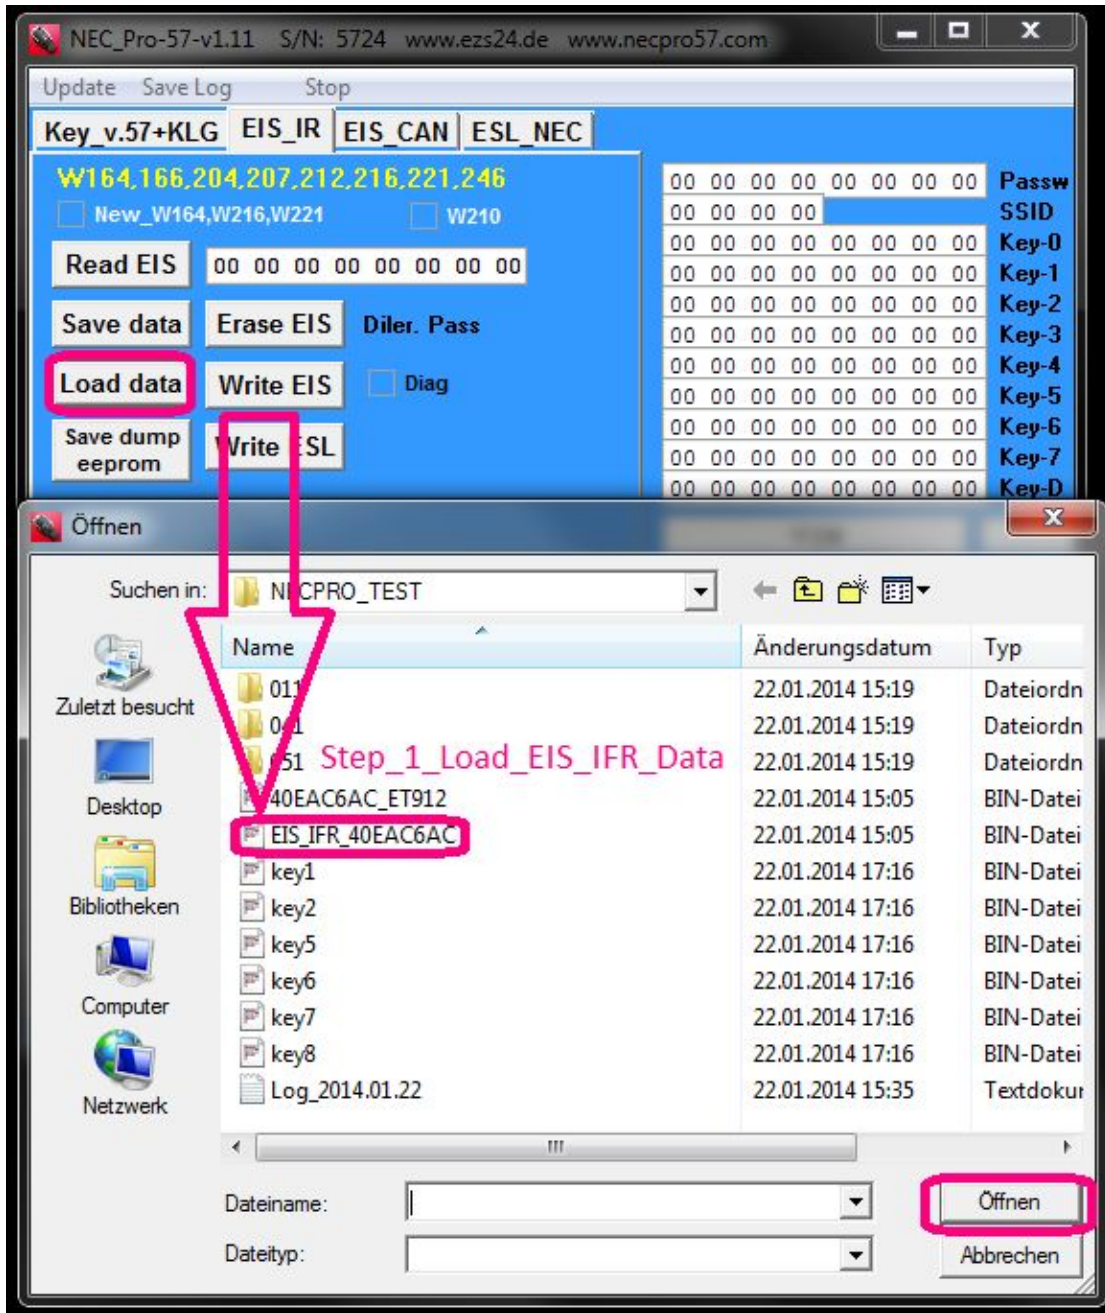 NEC_Pro-57-v1.11 S/N: 5724 www.ezs24.de www.necpro57.com
Update Save Log Stop
Key_v.57+KLG EIS_IR EIS_CAN ESL_NEC
W164,166,204,207,212,216,221,246
New_W164,W216,W221 W210
Read EIS 00 00 00 00 00 00 00 00
Save data Erase EIS Diler. Pass
Load data Write EIS Diag
Save dump eeprom Write ESL
00 00 00 00 00 00 00 00 Passw
00 00 00 00 SSID
00 00 00 00 00 00 00 00 Key-0
00 00 00 00 00 00 00 00 Key-1
00 00 00 00 00 00 00 00 Key-2
00 00 00 00 00 00 00 00 Key-3
00 00 00 00 00 00 00 00 Key-4
00 00 00 00 00 00 00 00 Key-5
00 00 00 00 00 00 00 00 Key-6
00 00 00 00 00 00 00 00 Key-7
00 00 00 00 00 00 00 00 Key-D
Öffnen
Suchen in: NECPRO_TEST
Zuletzt besucht
Desktop
Bibliotheken
Computer
Netzwerk
Name Änderungsdatum Typ
011 22.01.2014 15:19 Dateiordn
041 22.01.2014 15:19 Dateiordn
051 22.01.2014 15:19 Dateiordn
Step_1_Load_EIS_IFR_Data
40EAC6AC_ET912 22.01.2014 15:05 BIN-Datei
EIS_IFR_40EAC6AC 22.01.2014 15:05 BIN-Datei
key1 22.01.2014 17:16 BIN-Datei
key2 22.01.2014 17:16 BIN-Datei
key5 22.01.2014 17:16 BIN-Datei
key6 22.01.2014 17:16 BIN-Datei
key7 22.01.2014 17:16 BIN-Datei
key8 22.01.2014 17:16 BIN-Datei
Log_2014.01.22 22.01.2014 15:35 Textdokur
Dateiname: Öffnen
Dateityp: Abbrechen